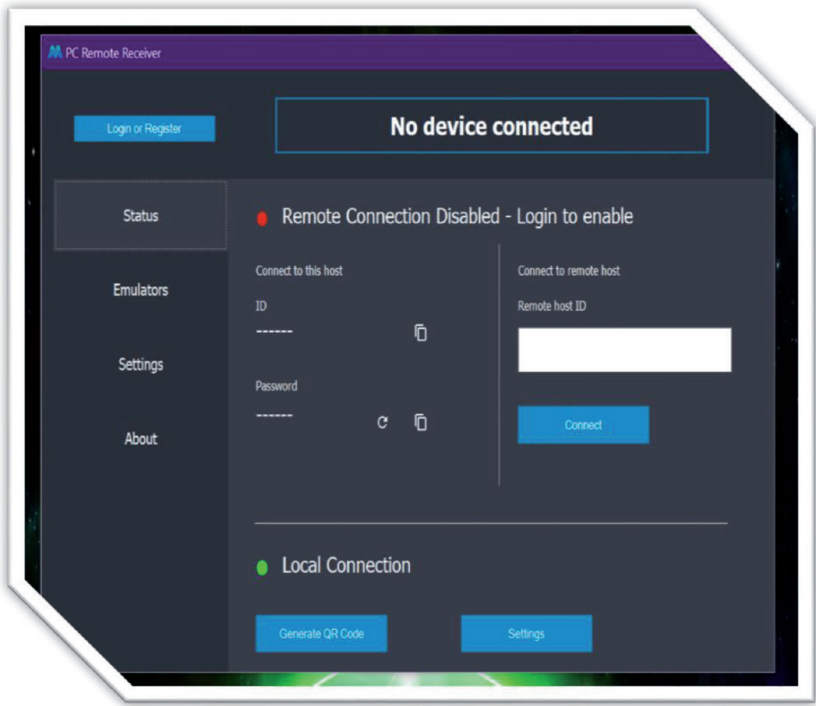 PC Remote Receiver
Login or Register
No device connected
Status
Emulators
Settings
About
Remote Connection Disabled - Login to enable
Connect to this host
ID
------
Password
------
Connect to remote host
Remote host ID
Connect
Local Connection
Generate QR Code
Settings